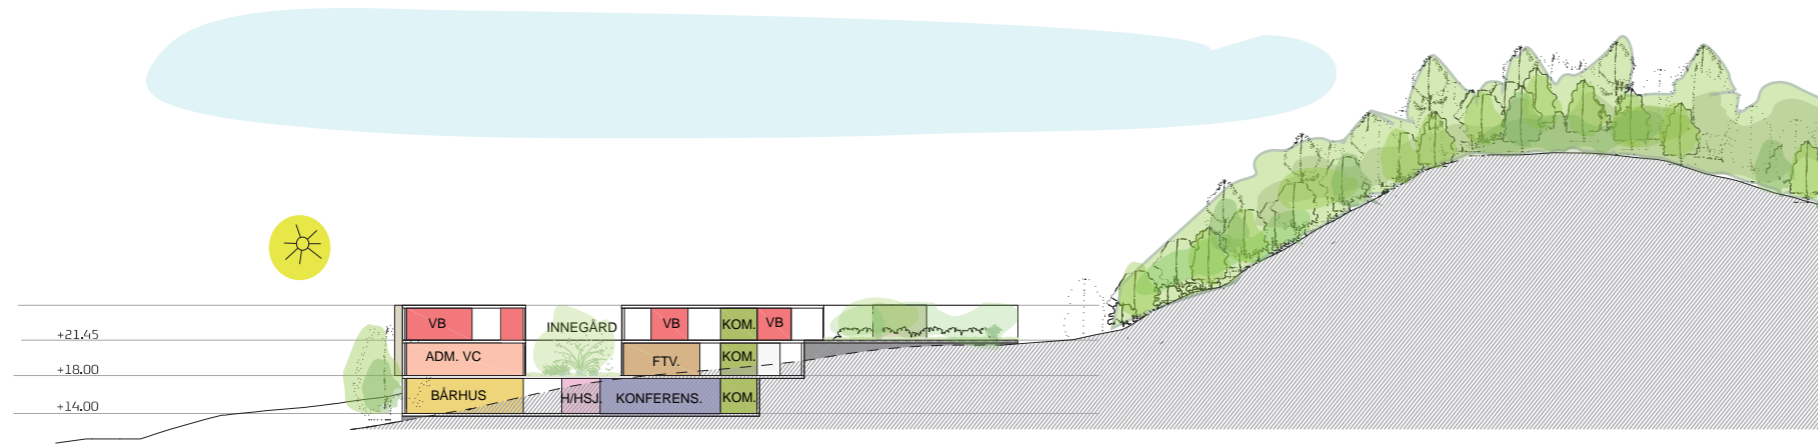 VB
INNEGÅRD
VB
KOM.
VB
+21.45
ADM. VC
FTV.
KOM.
+18.00
BÅRHUS
H/HSJ.
KONFERENS.
KOM.
+14.00